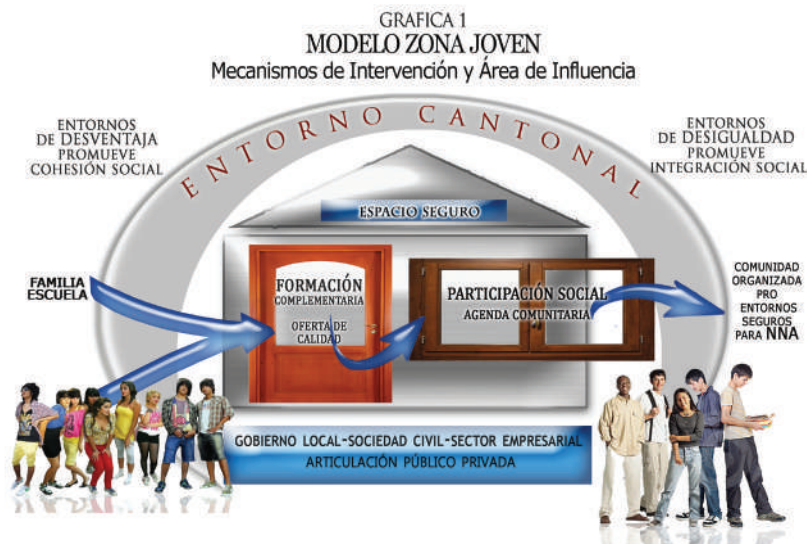 GRAFICA 1
MODELO ZONA JOVEN
Mecanismos de Intervención y Área de Influencia
ENTORNO CANTONAL
ENTORNOS
DE DESVENTAJA
PROMUEVE
COHESIÓN SOCIAL
ENTORNOS
DE DESIGUALDAD
PROMUEVE
INTEGRACIÓN SOCIAL
ESPACIO SEGURO
FAMILIA
ESCUELA
FORMACIÓN
COMPLEMENTARIA
OFERTA DE
CALIDAD
PARTICIPACIÓN SOCIAL
AGENDA COMUNITARIA
COMUNIDAD
ORGANIZADA
PRO
ENTORNOS
SEGUROS
PARA NNA
GOBIERNO LOCAL-SOCIEDAD CIVIL-SECTOR EMPRESARIAL
ARTICULACIÓN PÚBLICO PRIVADA